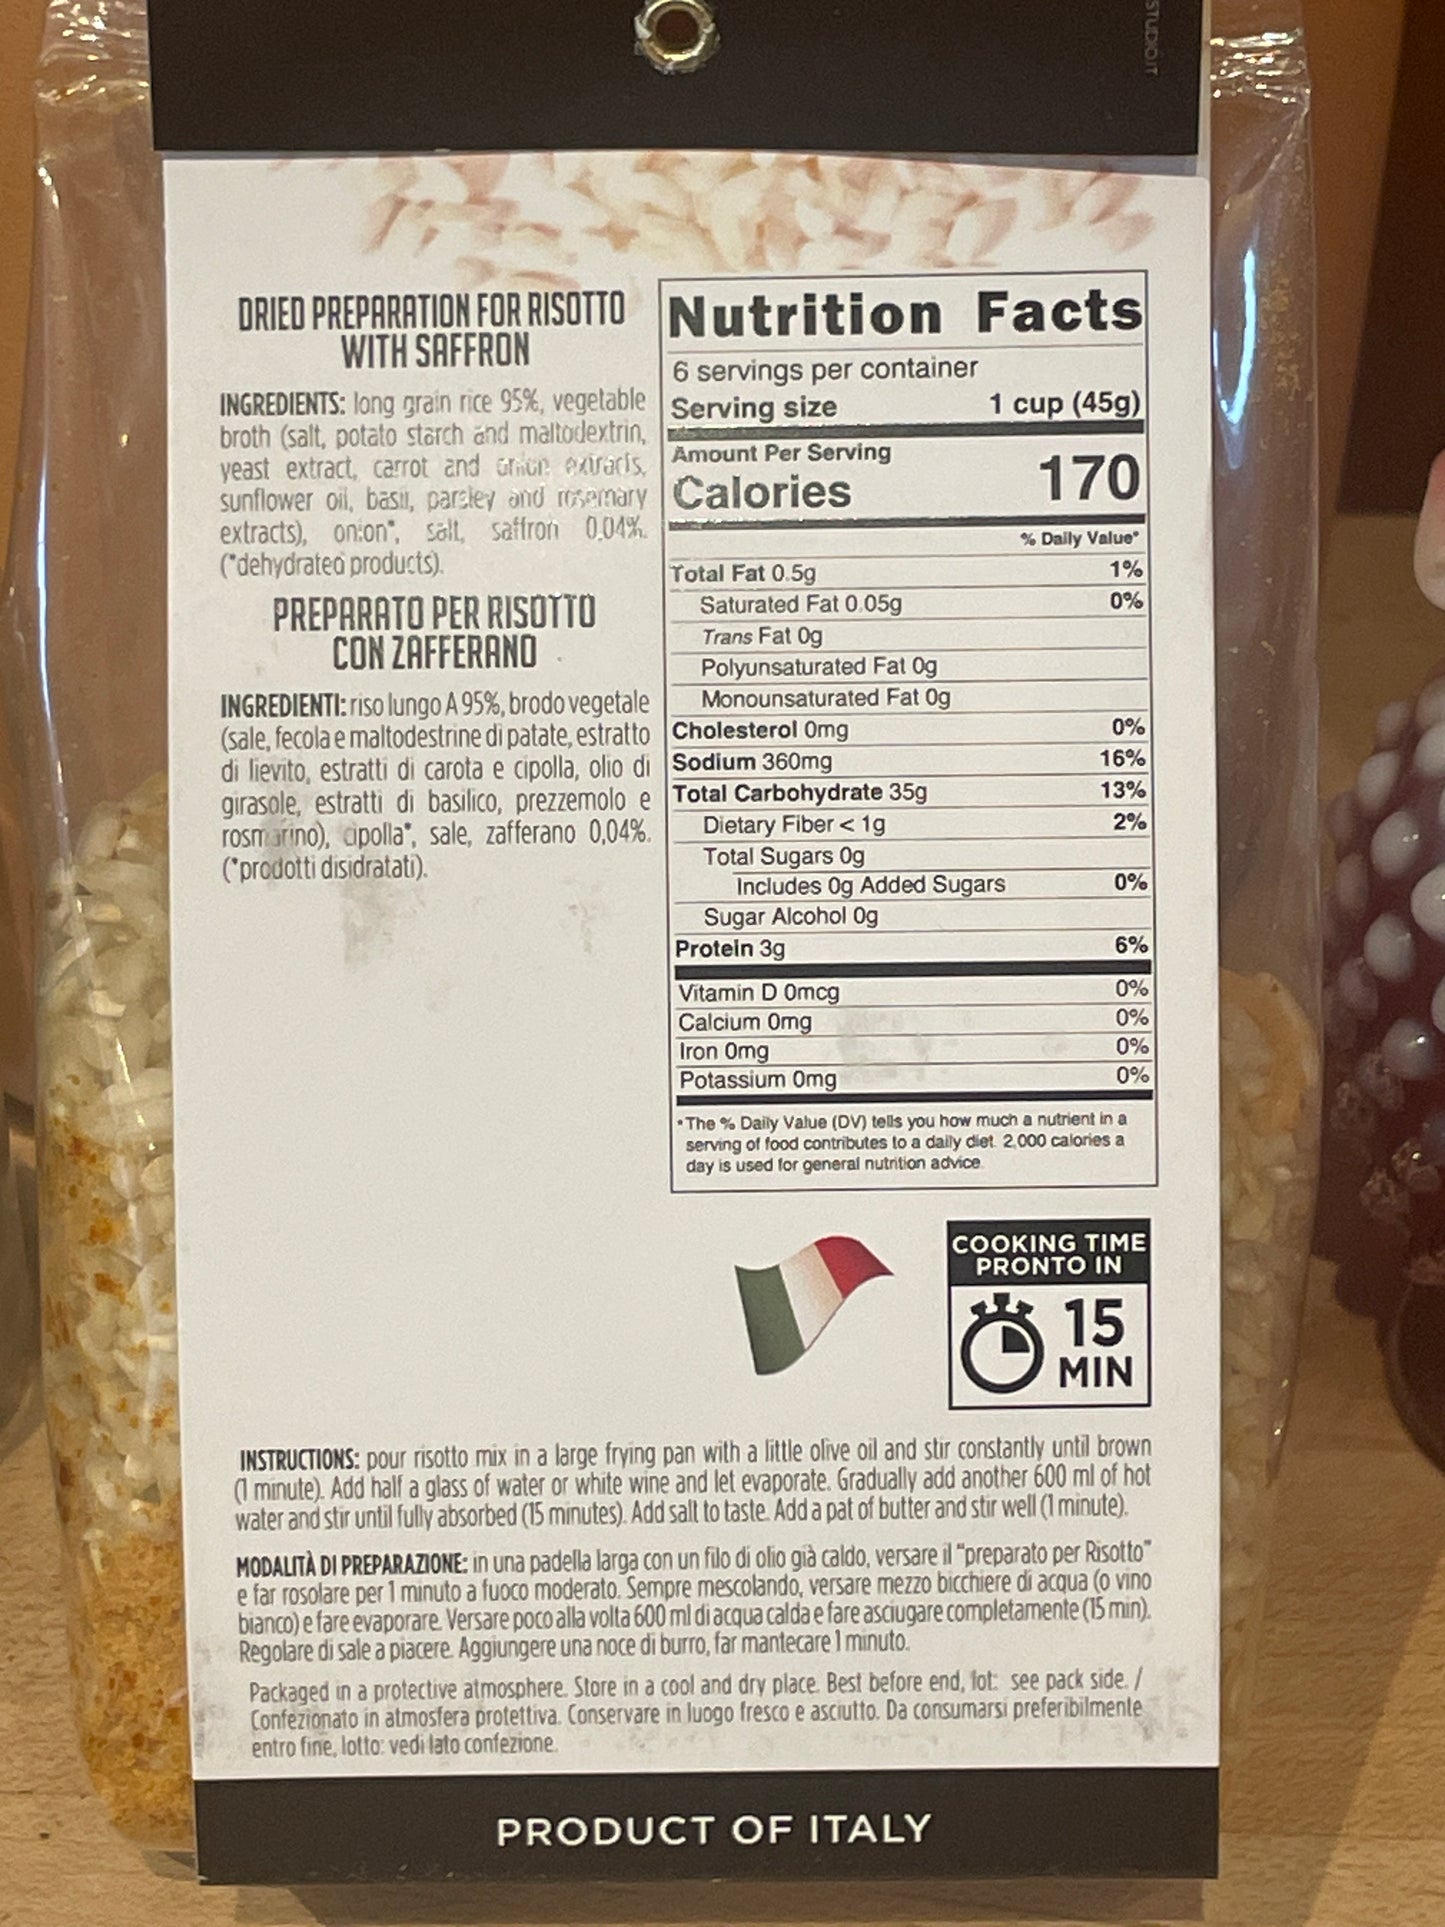 STUDIOIT
DRIED PREPARATION FOR RISOTTO
WITH SAFFRON
INGREDIENTS: long grain rice 95%, vegetable
broth (salt, potato starch and maltodextrin,
yeast extract, carrot and onion extracts,
sunflower oil, basil, parsley and rosemary
extracts), onion*, salt, saffron 0,04%.
(*dehydrated products).
PREPARATO PER RISOTTO
CON ZAFFERANO
INGREDIENTI: riso lungo A 95%, brodo vegetale
(sale, fecola e maltodestrine di patate, estratto
di lievito, estratti di carota e cipolla, olio di
girasole, estratti di basilico, prezzemolo e
rosmarino), cipolla*, sale, zafferano 0,04%.
(*prodotti disidratati).
Nutrition Facts
6 servings per container
Serving size 1 cup (45g)
Amount Per Serving
Calories 170
% Daily Value*
Total Fat 0.5g 1%
Saturated Fat 0.05g 0%
Trans Fat 0g
Polyunsaturated Fat 0g
Monounsaturated Fat 0g
Cholesterol 0mg 0%
Sodium 360mg 16%
Total Carbohydrate 35g 13%
Dietary Fiber < 1g 2%
Total Sugars 0g
Includes 0g Added Sugars 0%
Sugar Alcohol 0g
Protein 3g 6%
Vitamin D 0mcg 0%
Calcium 0mg 0%
Iron 0mg 0%
Potassium 0mg 0%
*The % Daily Value (DV) tells you how much a nutrient in a
serving of food contributes to a daily diet. 2,000 calories a
day is used for general nutrition advice.
COOKING TIME
PRONTO IN
15
MIN
INSTRUCTIONS: pour risotto mix in a large frying pan with a little olive oil and stir constantly until brown
(1 minute). Add half a glass of water or white wine and let evaporate. Gradually add another 600 ml of hot
water and stir until fully absorbed (15 minutes). Add salt to taste. Add a pat of butter and stir well (1 minute).
MODALITÀ DI PREPARAZIONE: in una padella larga con un filo di olio già caldo, versare il "preparato per Risotto"
e far rosolare per 1 minuto a fuoco moderato. Sempre mescolando, versare mezzo bicchiere di acqua (o vino
bianco) e fare evaporare. Versare poco alla volta 600 ml di acqua calda e fare asciugare completamente (15 min).
Regolare di sale a piacere. Aggiungere una noce di burro, far mantecare 1 minuto.
Packaged in a protective atmosphere. Store in a cool and dry place. Best before end, lot: see pack side. /
Confezionato in atmosfera protettiva. Conservare in luogo fresco e asciutto. Da consumarsi preferibilmente
entro fine, lotto: vedi lato confezione.
PRODUCT OF ITALY